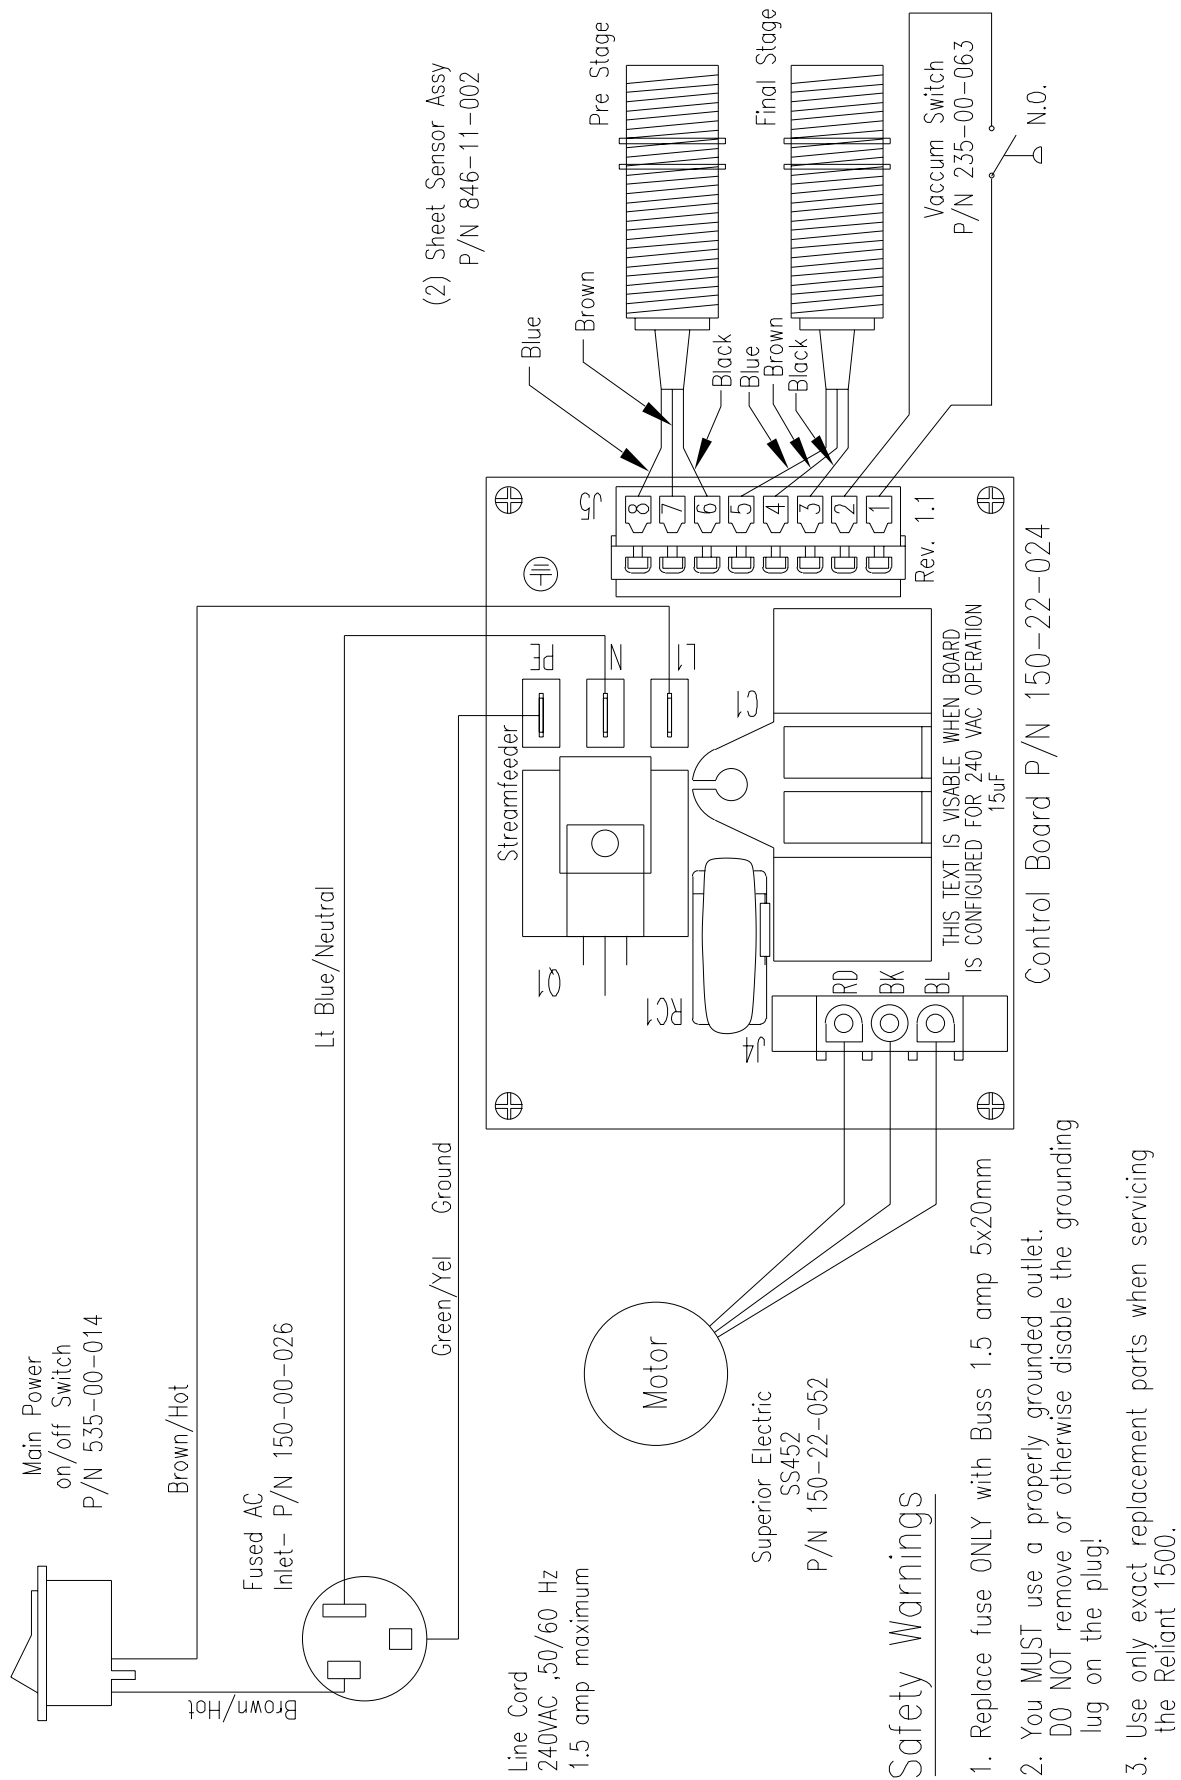 Main Power
on/off Switch
P/N 535-00-014
Brown/Hot
Brown/Hot
Fused AC
Inlet- P/N 150-00-026
Lt Blue/Neutral
Green/Yel Ground
Line Cord
240VAC ,50/60 Hz
1.5 amp maximum
(2) Sheet Sensor Assy
P/N 846-11-002
Blue
Brown
Black
Pre Stage
Blue
Brown
Black
Final Stage
Vaccum Switch
P/N 235-00-063
N.O.
Streamfeeder
PE
N
L1
Q1
RC1
C1
J5
8
7
6
5
4
3
2
1
Rev. 1.1
J4
RD
BK
BL
THIS TEXT IS VISABLE WHEN BOARD
IS CONFIGURED FOR 240 VAC OPERATION
15uF
Control Board P/N 150-22-024
Motor
Superior Electric
SS452
P/N 150-22-052
Safety Warnings
1. Replace fuse ONLY with Buss 1.5 amp 5x20mm
2. You MUST use a properly grounded outlet.
DO NOT remove or otherwise disable the grounding
lug on the plug!
3. Use only exact replacement parts when servicing
the Reliant 1500.